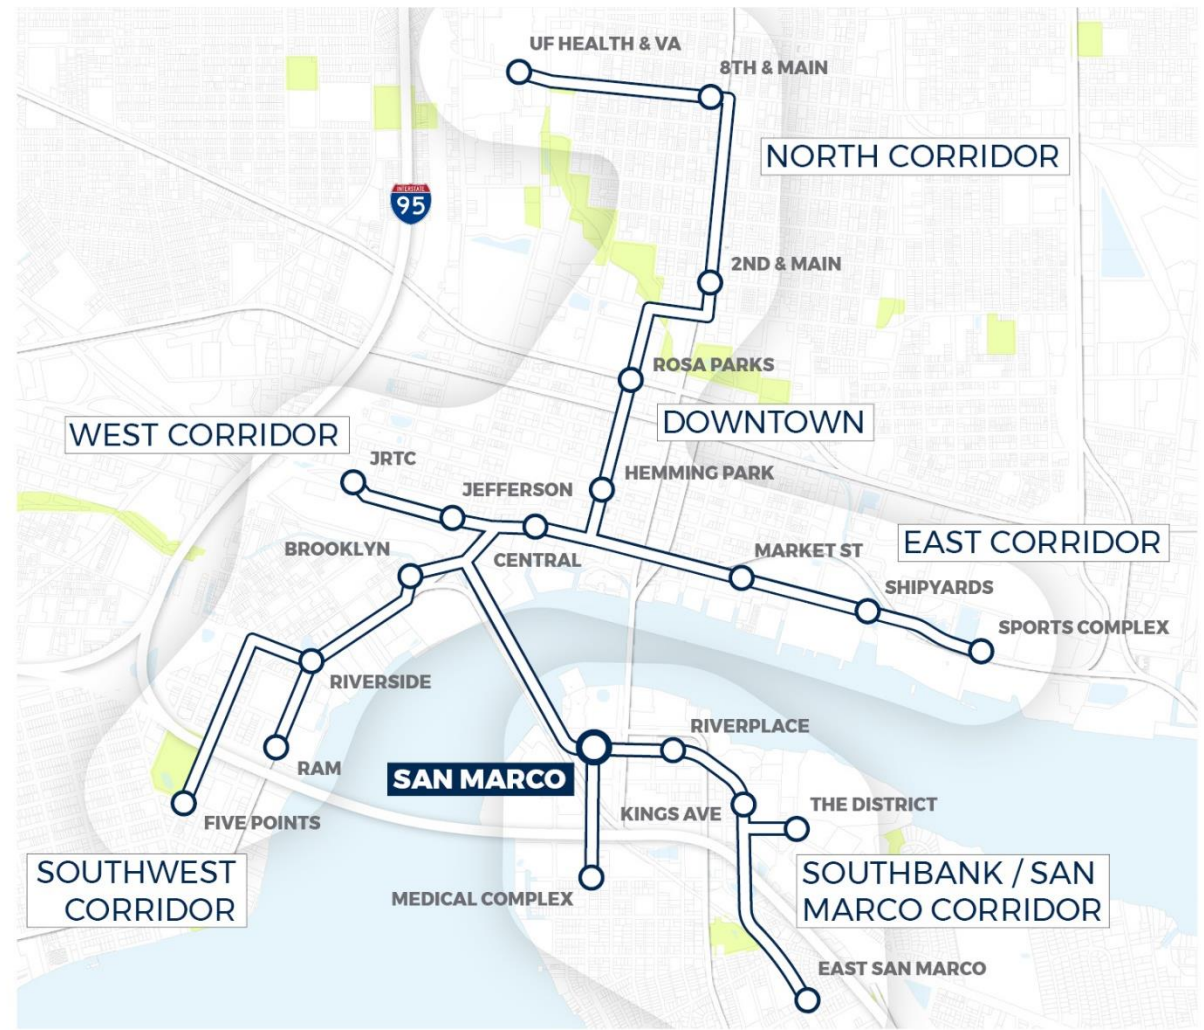 UF HEALTH & VA
8TH & MAIN
NORTH CORRIDOR
INTERSTATE
95
2ND & MAIN
ROSA PARKS
DOWNTOWN
WEST CORRIDOR
JRTC
HEMMING PARK
JEFFERSON
EAST CORRIDOR
MARKET ST
BROOKLYN
CENTRAL
SHIPYARDS
SPORTS COMPLEX
RIVERSIDE
RIVERPLACE
RAM
SAN MARCO
THE DISTRICT
KINGS AVE
FIVE POINTS
SOUTHWEST
CORRIDOR
SOUTHBANK / SAN
MARCO CORRIDOR
MEDICAL COMPLEX
EAST SAN MARCO